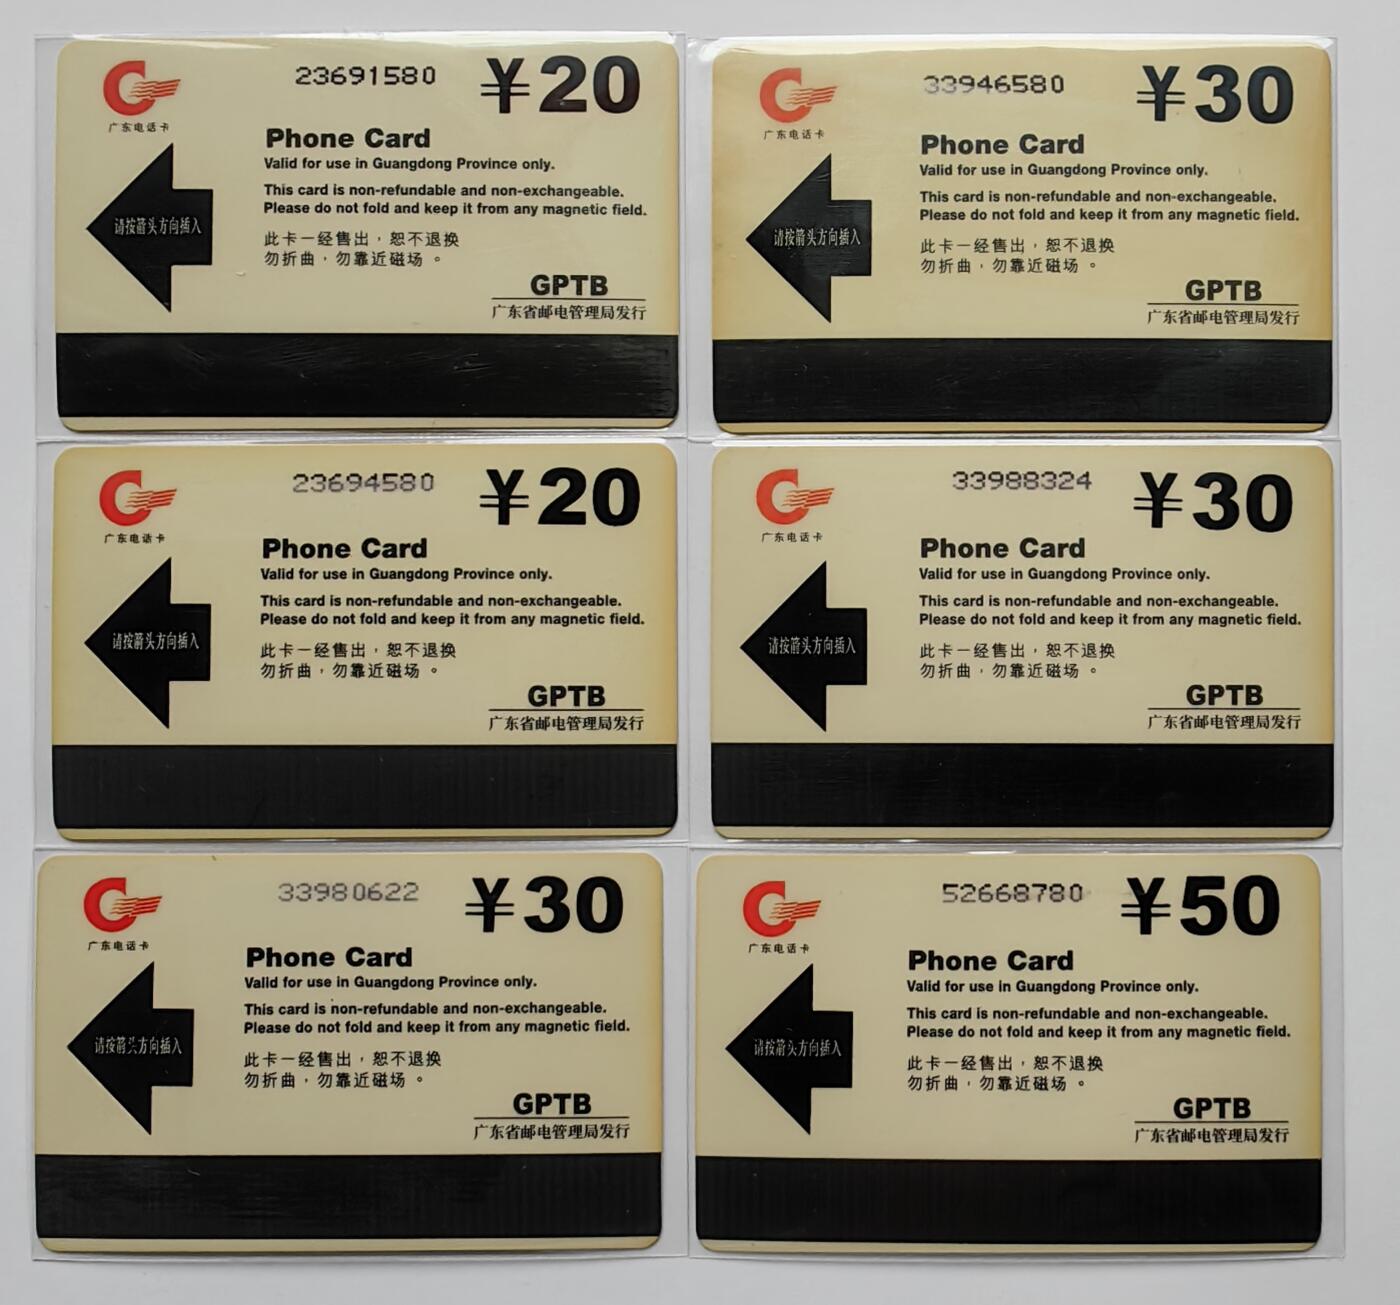 23691580
¥20
广东电话卡
Phone Card
Valid for use in Guangdong Province only.
This card is non-refundable and non-exchangeable.
Please do not fold and keep it from any magnetic field.
请按箭头方向插入
此卡一经售出，恕不退换
勿折曲，勿靠近磁场。
GPTB
广东省邮电管理局发行
33946580
¥30
广东电话卡
Phone Card
Valid for use in Guangdong Province only.
This card is non-refundable and non-exchangeable.
Please do not fold and keep it from any magnetic field.
请按箭头方向插入
此卡一经售出，恕不退换
勿折曲，勿靠近磁场。
GPTB
广东省邮电管理局发行
23694580
¥20
广东电话卡
Phone Card
Valid for use in Guangdong Province only.
This card is non-refundable and non-exchangeable.
Please do not fold and keep it from any magnetic field.
请按箭头方向插入
此卡一经售出，恕不退换
勿折曲，勿靠近磁场。
GPTB
广东省邮电管理局发行
33988324
¥30
广东电话卡
Phone Card
Valid for use in Guangdong Province only.
This card is non-refundable and non-exchangeable.
Please do not fold and keep it from any magnetic field.
请按箭头方向插入
此卡一经售出，恕不退换
勿折曲，勿靠近磁场。
GPTB
广东省邮电管理局发行
33980622
¥30
广东电话卡
Phone Card
Valid for use in Guangdong Province only.
This card is non-refundable and non-exchangeable.
Please do not fold and keep it from any magnetic field.
请按箭头方向插入
此卡一经售出，恕不退换
勿折曲，勿靠近磁场。
GPTB
广东省邮电管理局发行
52668780
¥50
广东电话卡
Phone Card
Valid for use in Guangdong Province only.
This card is non-refundable and non-exchangeable.
Please do not fold and keep it from any magnetic field.
请按箭头方向插入
此卡一经售出，恕不退换
勿折曲，勿靠近磁场。
GPTB
广东省邮电管理局发行